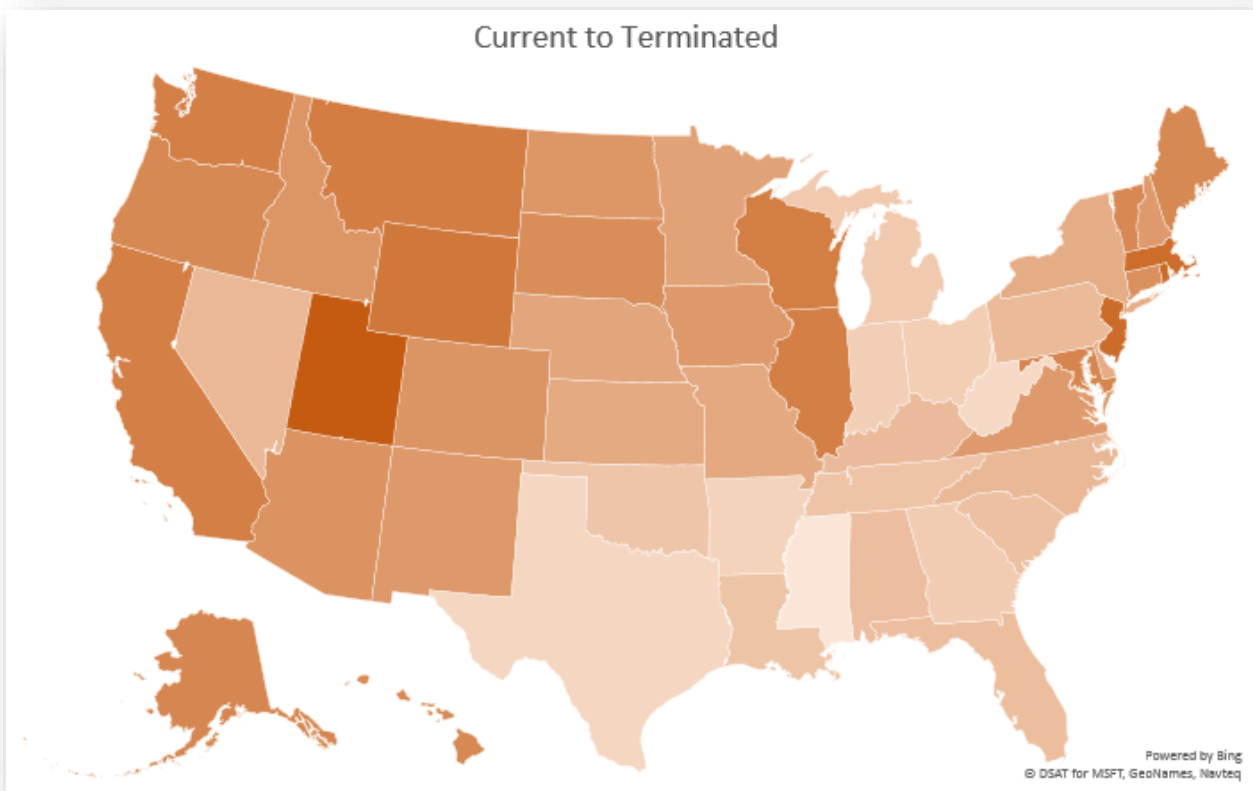 Current to Terminated
Powered by Bing
© DSAT for MSFT, GeoNames, Navteq